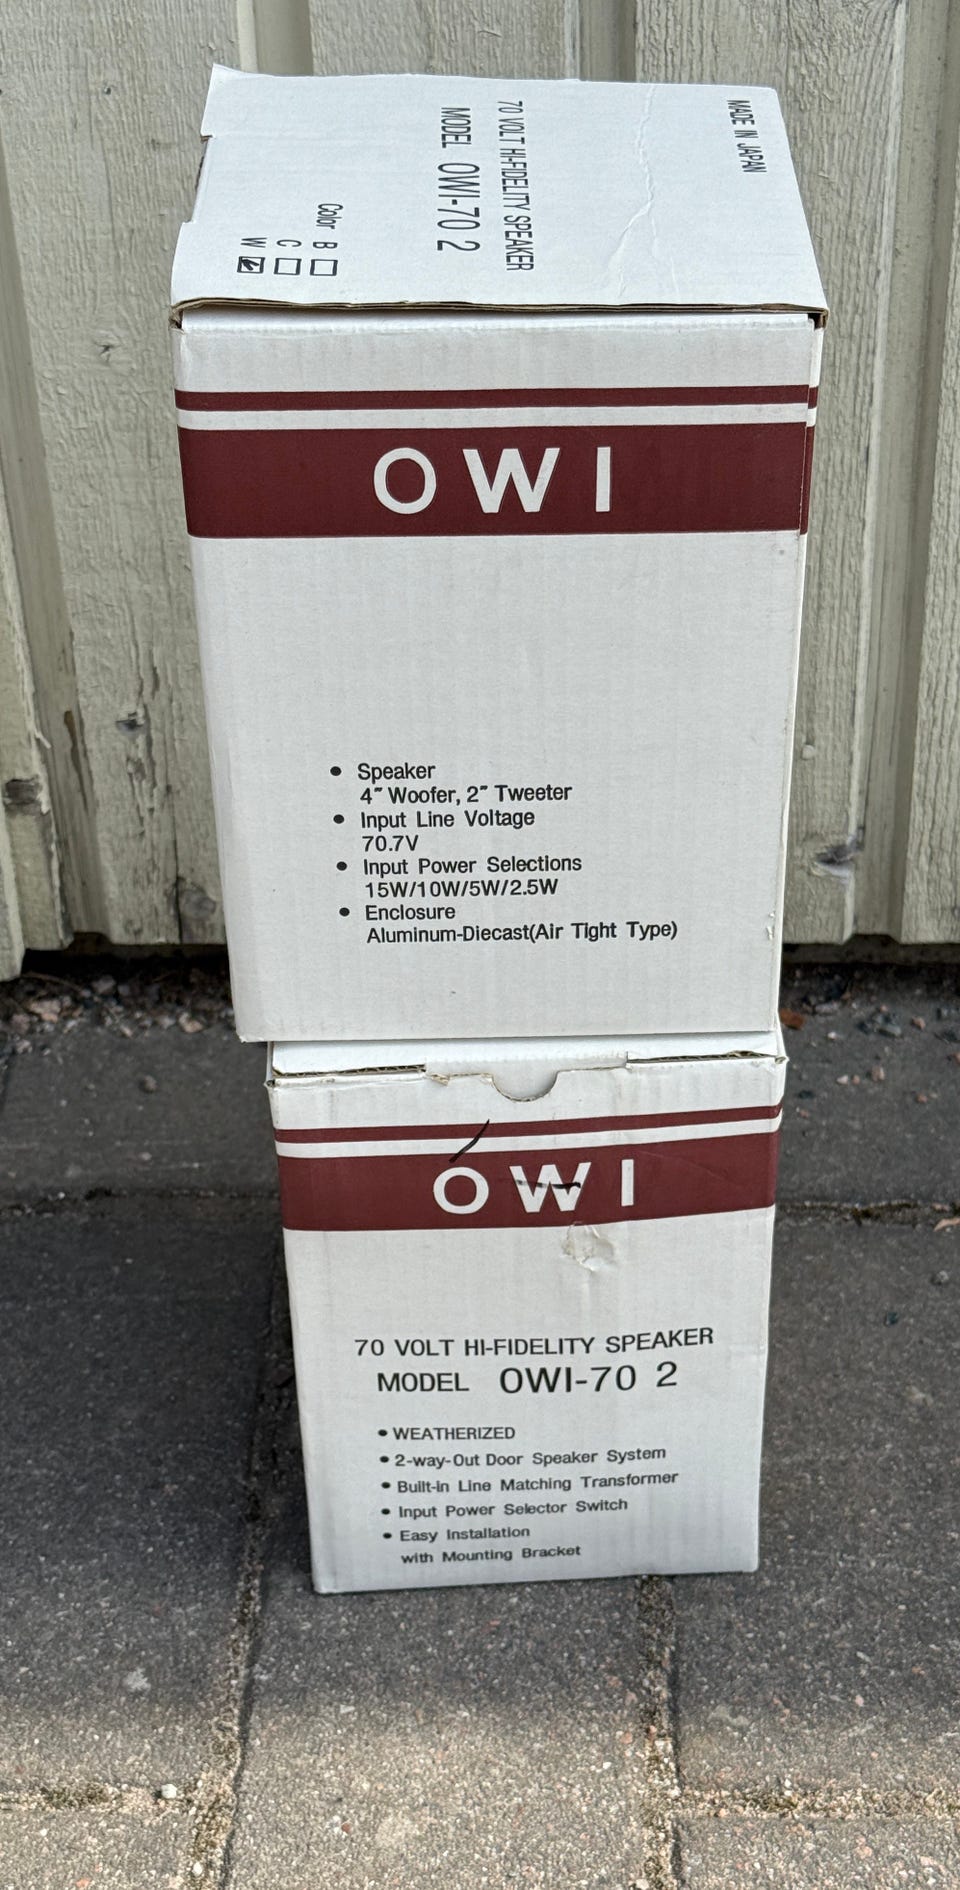 MADE IN JAPAN
70 VOLT HI-FIDELITY SPEAKER
MODEL OWI-70 2
Color B
C
W
OWI
• Speaker
4″ Woofer, 2″ Tweeter
• Input Line Voltage
70.7V
• Input Power Selections
15W/10W/5W/2.5W
• Enclosure
Aluminum-Diecast(Air Tight Type)
OWI
70 VOLT HI-FIDELITY SPEAKER
MODEL OWI-70 2
• WEATHERIZED
• 2-way-Out Door Speaker System
• Built-in Line Matching Transformer
• Input Power Selector Switch
• Easy Installation
with Mounting Bracket